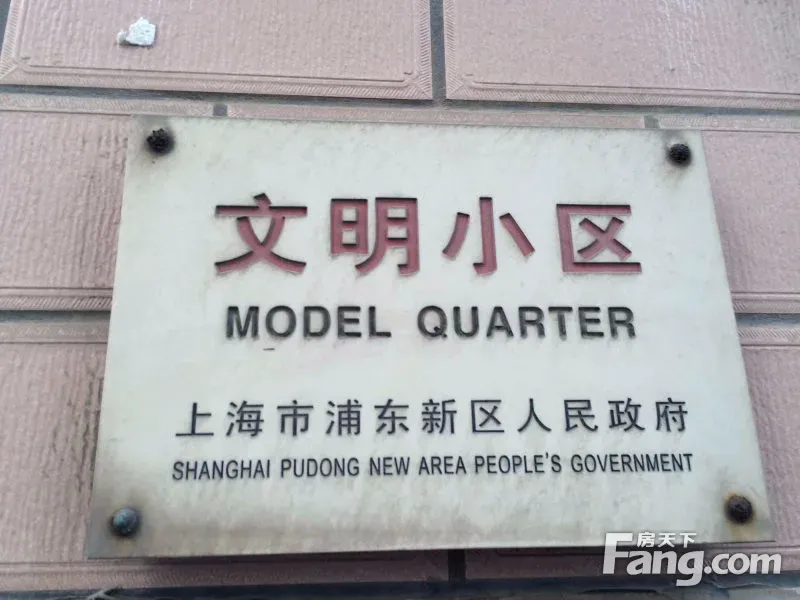 文明小区
MODEL QUARTER
上海市浦东新区人民政府
SHANGHAI PUDONG NEW AREA PEOPLE'S GOVERNMENT
房天下
Fang.com